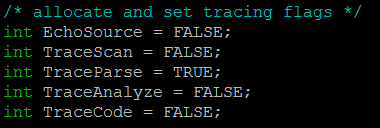 /* allocate and set tracing flags */
int EchoSource = FALSE;
int TraceScan = FALSE;
int TraceParse = TRUE;
int TraceAnalyze = FALSE;
int TraceCode = FALSE;